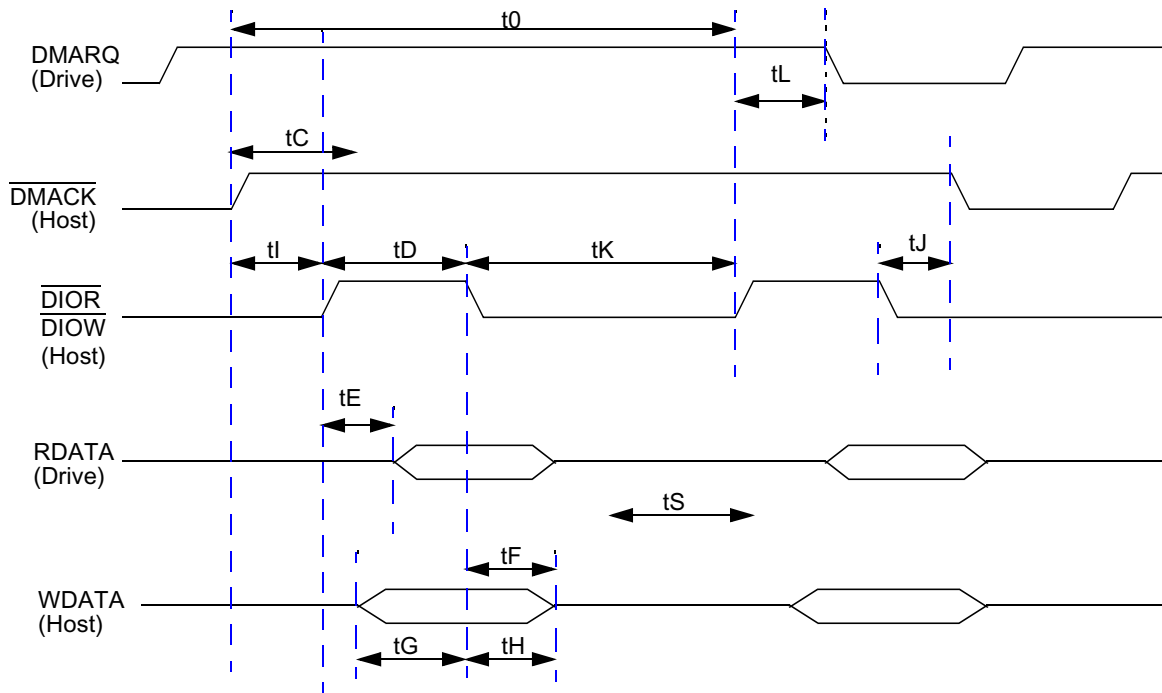 t0
DMARQ
(Drive)
tL
tC
DMACK
(Host)
tI
tD
tK
tJ
DIOR
DIOW
(Host)
tE
RDATA
(Drive)
tS
tF
WDATA
(Host)
tG
tH